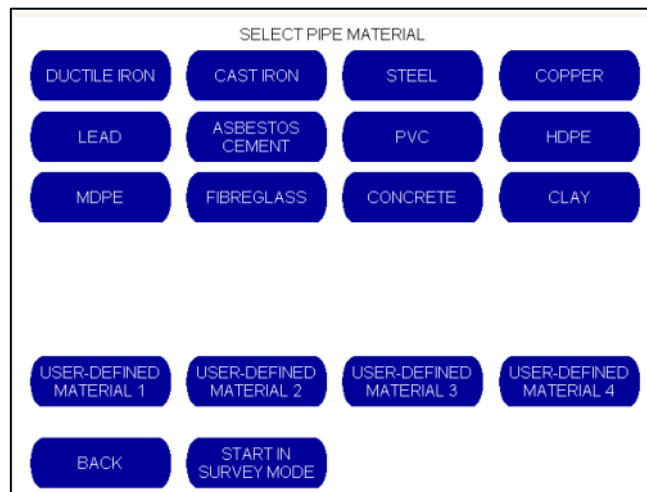 SELECT PIPE MATERIAL
DUCTILE IRON
CAST IRON
STEEL
COPPER
LEAD
ASBESTOS
CEMENT
PVC
HDPE
MDPE
FIBREGLASS
CONCRETE
CLAY
USER-DEFINED
MATERIAL 1
USER-DEFINED
MATERIAL 2
USER-DEFINED
MATERIAL 3
USER-DEFINED
MATERIAL 4
BACK
START IN
SURVEY MODE